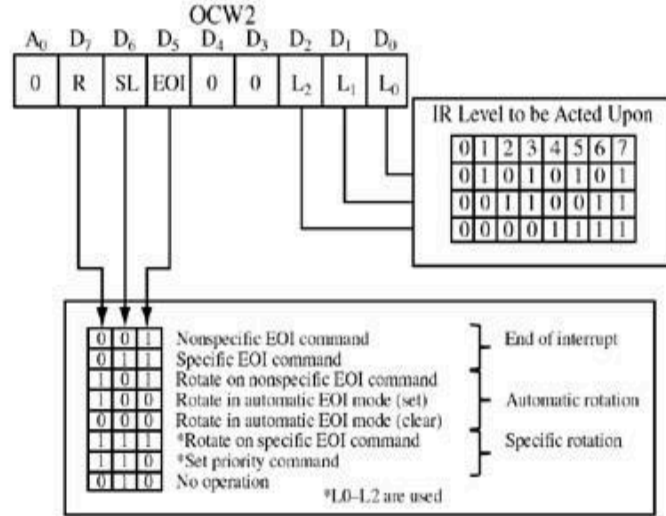 OCW2
A0 D7 D6 D5 D4 D3 D2 D1 D0
0 R SL EOI 0 0 L2 L1 L0
IR Level to be Acted Upon
0 1 2 3 4 5 6 7
0 1 0 1 0 1 0 1
0 0 1 1 0 0 1 1
0 0 0 0 1 1 1 1
0 0 1 Nonspecific EOI command
0 1 1 Specific EOI command
End of interrupt
1 0 1 Rotate on nonspecific EOI command
1 0 0 Rotate in automatic EOI mode (set)
0 0 0 Rotate in automatic EOI mode (clear)
Automatic rotation
1 1 1 *Rotate on specific EOI command
1 1 0 *Set priority command
Specific rotation
0 1 0 No operation
*L0-L2 are used